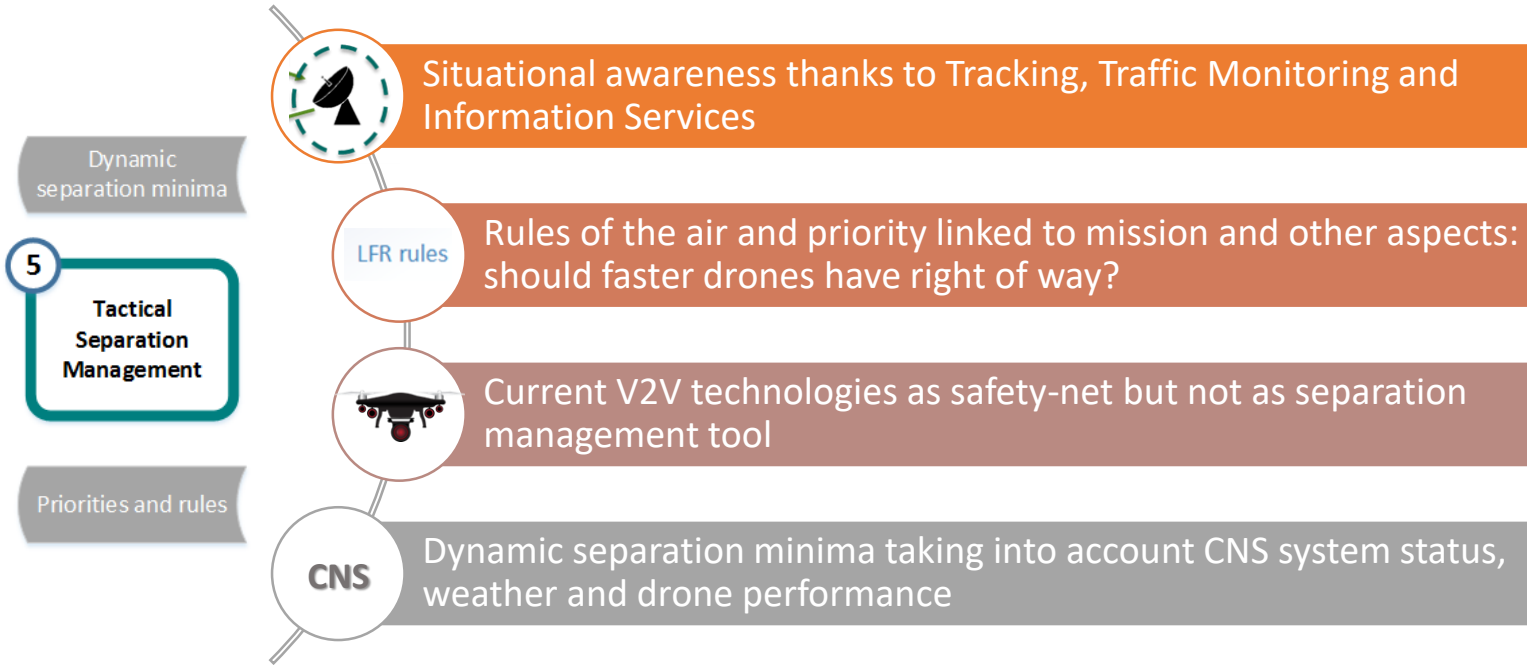 Dynamic
separation minima
5
Tactical
Separation
Management
Priorities and rules
Situational awareness thanks to Tracking, Traffic Monitoring and
Information Services
LFR rules
Rules of the air and priority linked to mission and other aspects:
should faster drones have right of way?
Current V2V technologies as safety-net but not as separation
management tool
CNS
Dynamic separation minima taking into account CNS system status,
weather and drone performance